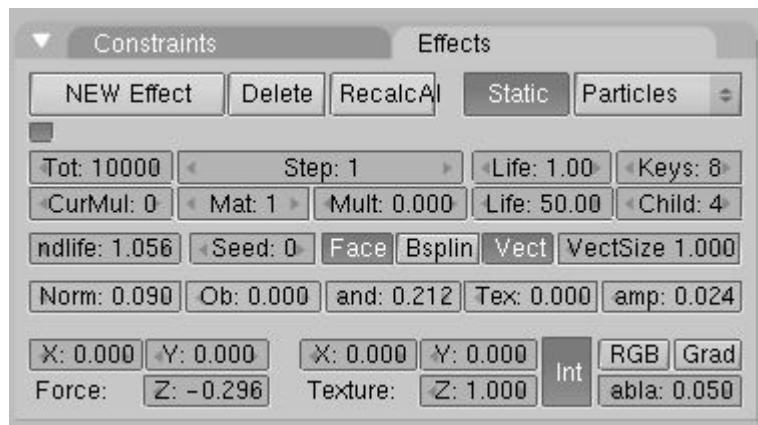 Constraints Effects
NEW Effect Delete RecalcAl Static Particles
Tot: 10000 Step: 1 Life: 1.00 Keys: 8
CurMul: 0 Mat: 1 Mult: 0.000 Life: 50.00 Child: 4
ndlife: 1.056 Seed: 0 Face Bsplin Vect VectSize 1.000
Norm: 0.090 Ob: 0.000 and: 0.212 Tex: 0.000 amp: 0.024
X: 0.000 Y: 0.000 X: 0.000 Y: 0.000 Int RGB Grad
Force: Z: -0.296 Texture: Z: 1.000 abla: 0.050